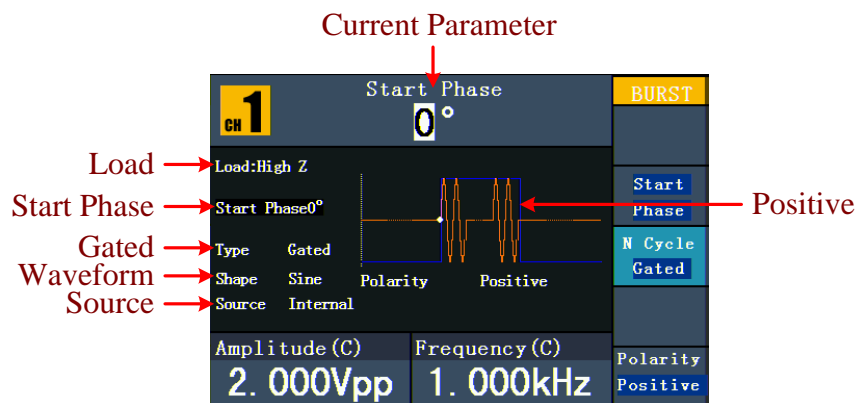 Current Parameter
CH 1
Start Phase
0°
BURST
Load
Load:High Z
Start Phase
Start Phase0°
Start
Phase
Positive
Gated
Type Gated
N Cycle
Gated
Waveform
Shape Sine
Polarity Positive
Source
Source Internal
Amplitude(C)
2.000Vpp
Frequency(C)
1.000kHz
Polarity
Positive